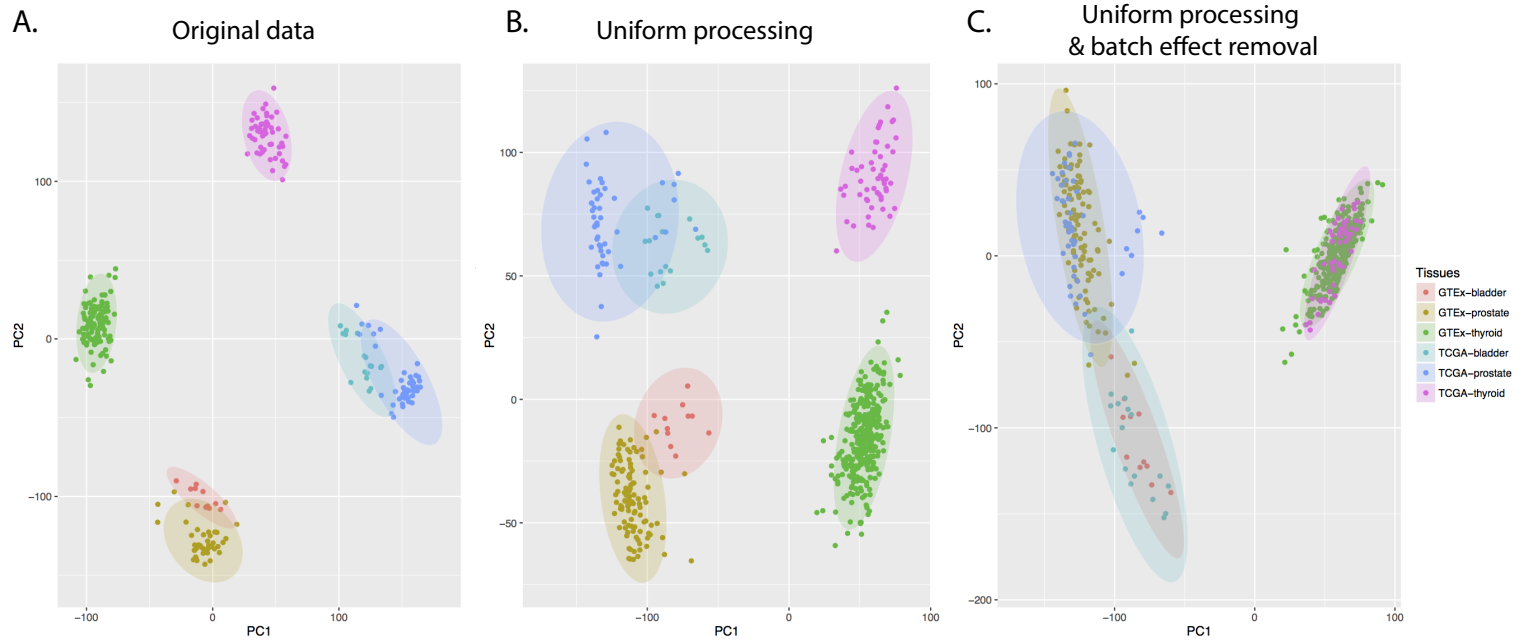 A.
Original data
B.
Uniform processing
C.
Uniform processing
& batch effect removal
PC2
100
0
−100
−100
0
100
PC1
PC2
100
50
0
−50
−100
0
100
PC1
PC2
100
0
−100
−200
−100
0
100
PC1
Tissues
GTEx−bladder
GTEx−prostate
GTEx−thyroid
TCGA−bladder
TCGA−prostate
TCGA−thyroid